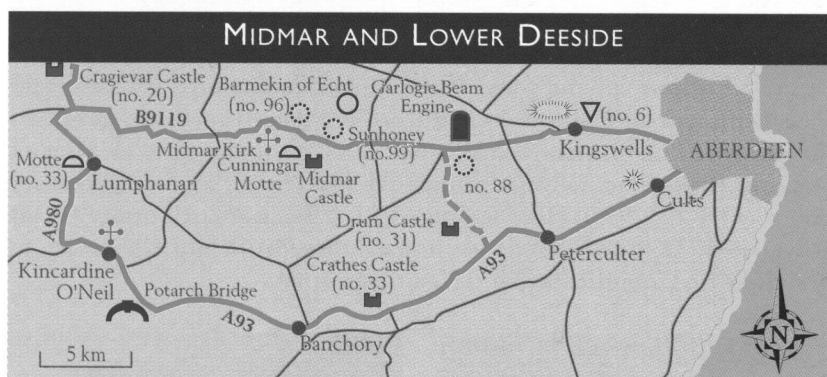 MIDMAR AND LOWER DEESIDE
Cragievar Castle
(no. 20)
Barmekin of Echt
(no. 96)
Garlogie Beam
Engine
(no. 6)
B9119
Sunhoney
(no.99)
Kingswells
ABERDEEN
Motte
(no. 33)
Lumphanan
Midmar Kirk
Cunningar
Motte
Midmar
Castle
no. 88
Cults
A980
Drum Castle
(no. 31)
Peterculter
Kincardine
O'Neil
Crathes Castle
(no. 33)
A93
Potarch Bridge
A93
Banchory
5 km
N